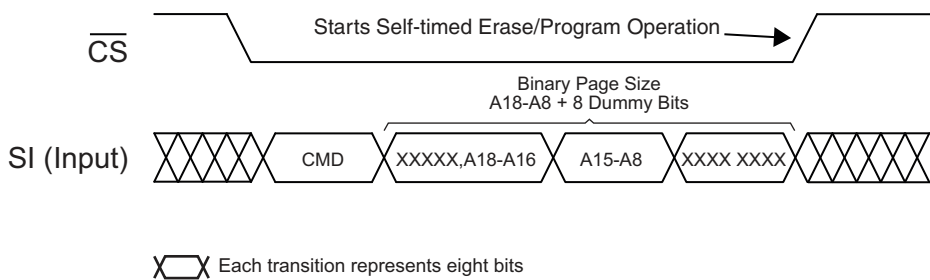 Starts Self-timed Erase/Program Operation
CS
Binary Page Size
A18-A8 + 8 Dummy Bits
SI (Input)
CMD
XXXXX,A18-A16
A15-A8
XXXX XXXX
Each transition represents eight bits